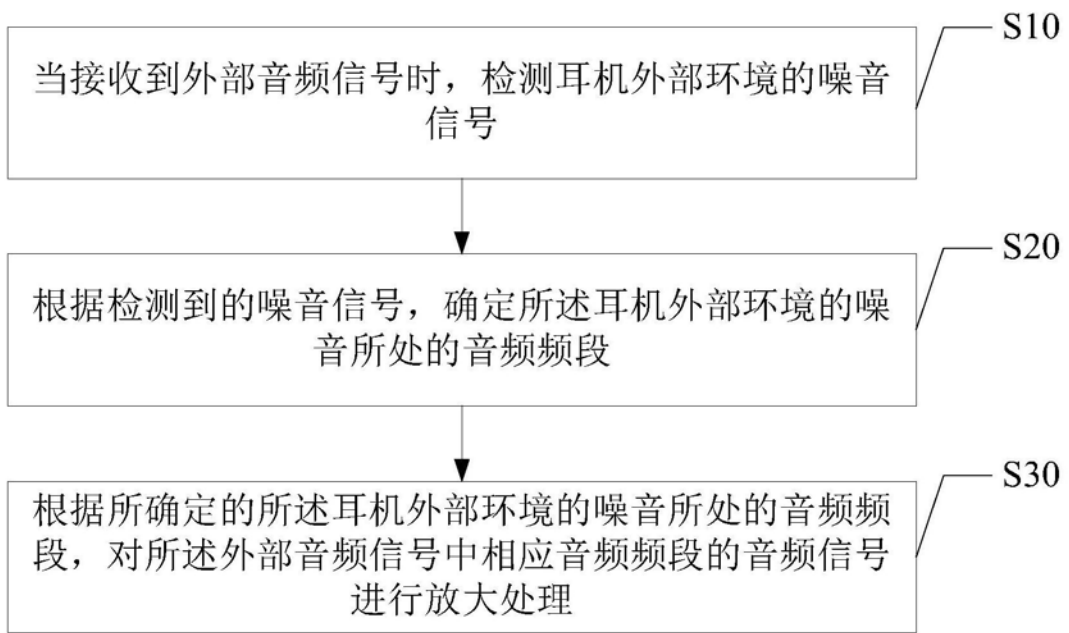 S10
当接收到外部音频信号时，检测耳机外部环境的噪音
信号
S20
根据检测到的噪音信号，确定所述耳机外部环境的噪
音所处的音频频段
S30
根据所确定的所述耳机外部环境的噪音所处的音频频
段，对所述外部音频信号中相应音频频段的音频信号
进行放大处理